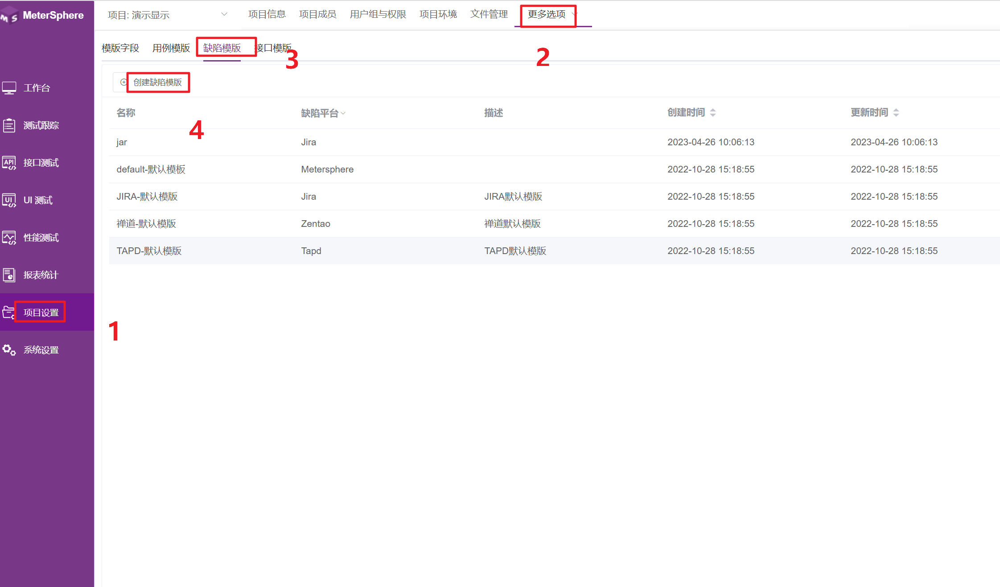 MeterSphere
项目: 演示显示
项目信息 项目成员 用户组与权限 项目环境 文件管理 更多选项
模版字段 用例模版 缺陷模版 接口模版
3
2
创建缺陷模版
名称 缺陷平台 描述 创建时间 更新时间
4
jar Jira 2023-04-26 10:06:13 2023-04-26 10:06:13
default-默认模板 Metersphere 2022-10-28 15:18:55 2022-10-28 15:18:55
JIRA-默认模版 Jira JIRA默认模版 2022-10-28 15:18:55 2022-10-28 15:18:55
禅道-默认模版 Zentao 禅道默认模版 2022-10-28 15:18:55 2022-10-28 15:18:55
TAPD-默认模版 Tapd TAPD默认模版 2022-10-28 15:18:55 2022-10-28 15:18:55
工作台
测试跟踪
API 接口测试
UI UI 测试
性能测试
报表统计
项目设置
1
系统设置